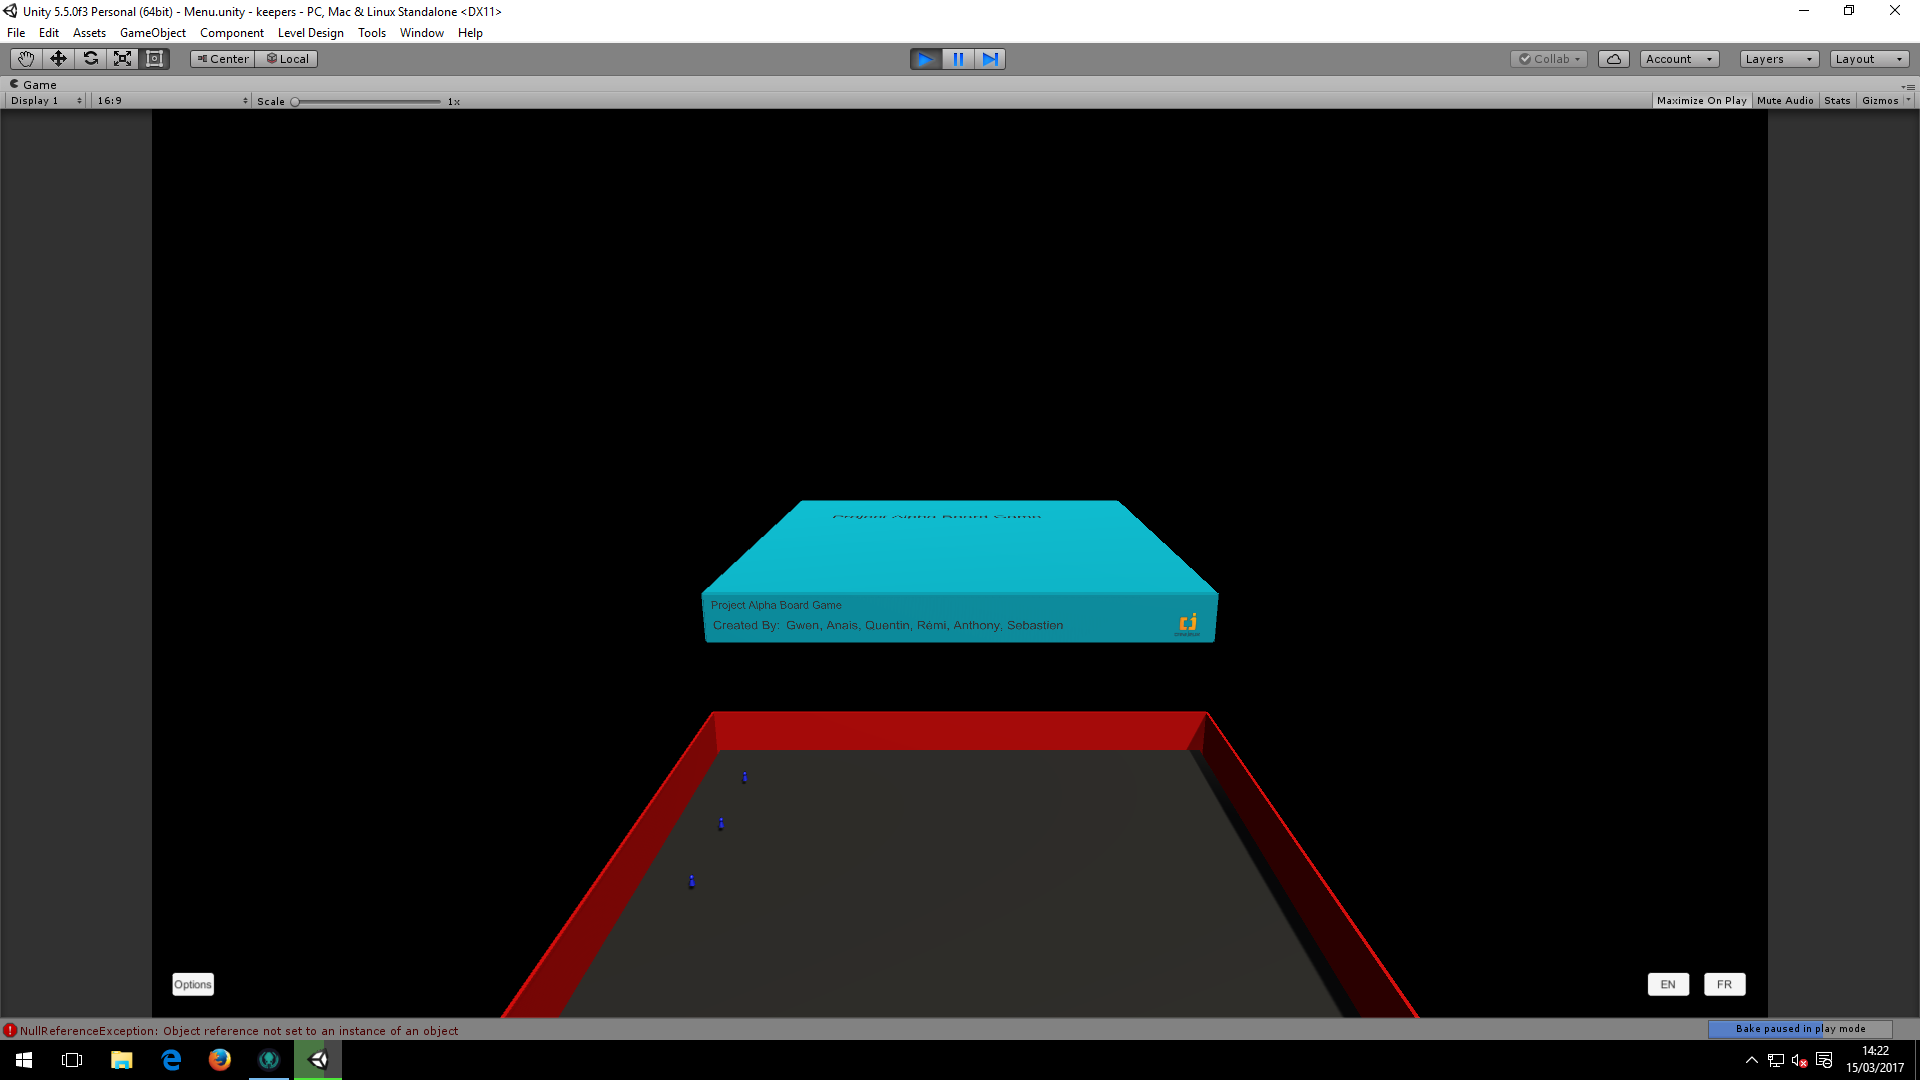 Unity 5.5.0f3 Personal (64bit) - Menu.unity - keepers - PC, Mac & Linux Standalone <DX11>
File Edit Assets GameObject Component Level Design Tools Window Help
Center Local Collab Account Layers Layout
Game
Display 1 16:9 Scale 1x Maximize On Play Mute Audio Stats Gizmos
Project Alpha Board Game
Project Alpha Board Game
Created By: Gwen, Anais, Quentin, Rémi, Anthony, Sebastien
Options EN FR
NullReferenceException: Object reference not set to an instance of an object
Bake paused in play mode
14:22
15/03/2017